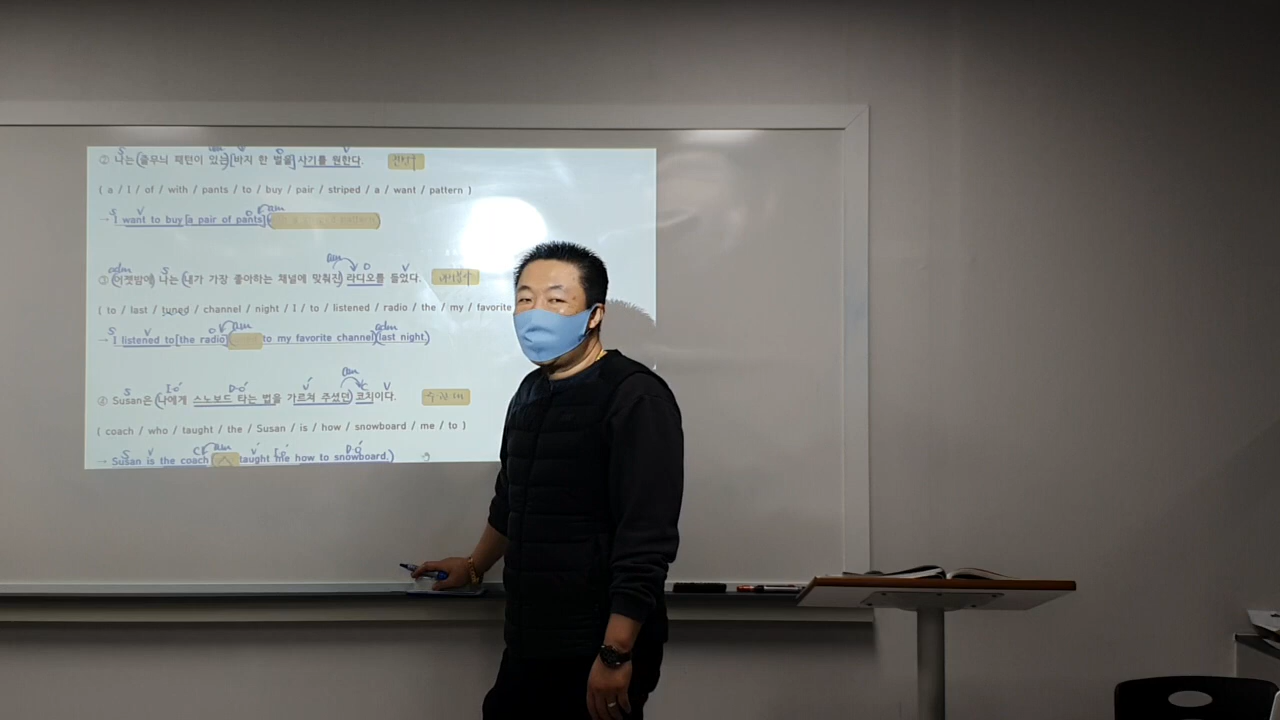 ② 나는 (줄무늬 패턴이 있는) [바지 한 벌을] 사기를 원한다. 전명구
( a / I / of / with / pants / to / buy / pair / striped / a / want / pattern )
→ I want to buy [a pair of pants]
③ (어젯밤에) 나는 (내가 가장 좋아하는 채널에 맞춰진) 라디오를 들었다.
( to / last / tuned / channel / night / I / to / listened / radio / the / my / favorite
→ I listened to [the radio] to my favorite channel (last night.)
④ Susan은 (나에게 스노보드 타는 법을 가르쳐 주셨던) 코치이다.
( coach / who / taught / the / Susan / is / how / snowboard / me / to )
→ Susan is the coach taught me how to snowboard.)